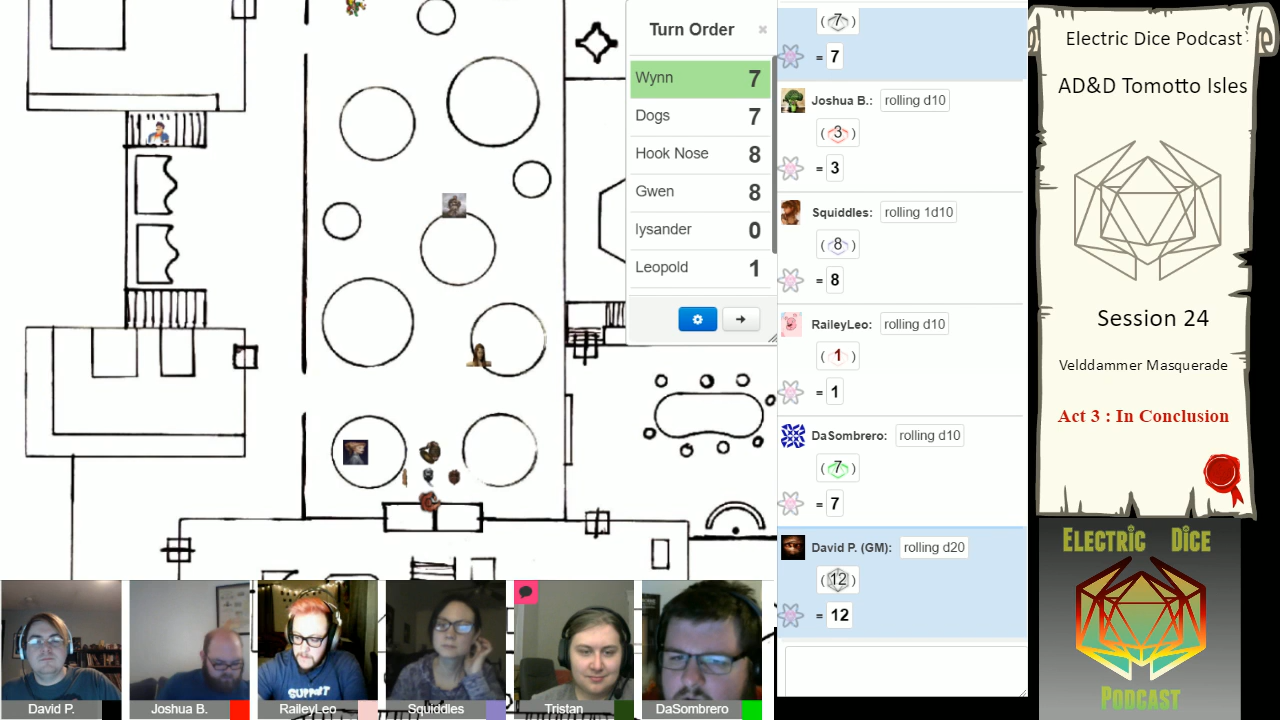 Turn Order ×
Wynn 7
Dogs 7
Hook Nose 8
Gwen 8
lysander 0
Leopold 1
(7)
= 7
Joshua B.: rolling d10
(3)
= 3
Squiddles: rolling 1d10
(8)
= 8
RaileyLeo: rolling d10
(1)
= 1
DaSombrero: rolling d10
(7)
= 7
David P. (GM): rolling d20
(12)
= 12
Electric Dice Podcast
AD&D Tomotto Isles
Session 24
Velddammer Masquerade
Act 3 : In Conclusion
Electric Dice
Podcast
SUPPORT
David P.
Joshua B.
RaileyLeo
Squiddles
Tristan
DaSombrero